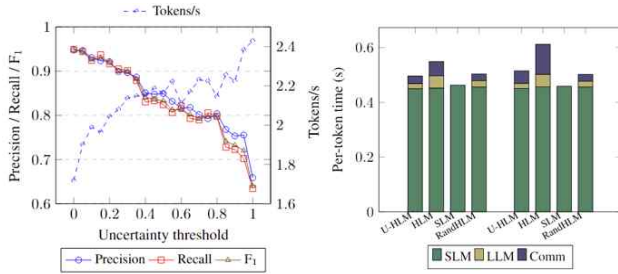 Tokens/s
Precision / Recall / F1
1
0.9
0.8
0.7
0.6
2.4
2.2
2
1.8
1.6
Tokens/s
0 0.2 0.4 0.6 0.8 1
Uncertainty threshold
Precision Recall F1
Per-token time (s)
0.6
0.4
0.2
0
U-HLM HLM SLM RandHLM U-HLM HLM SLM RandHLM
SLM LLM Comm